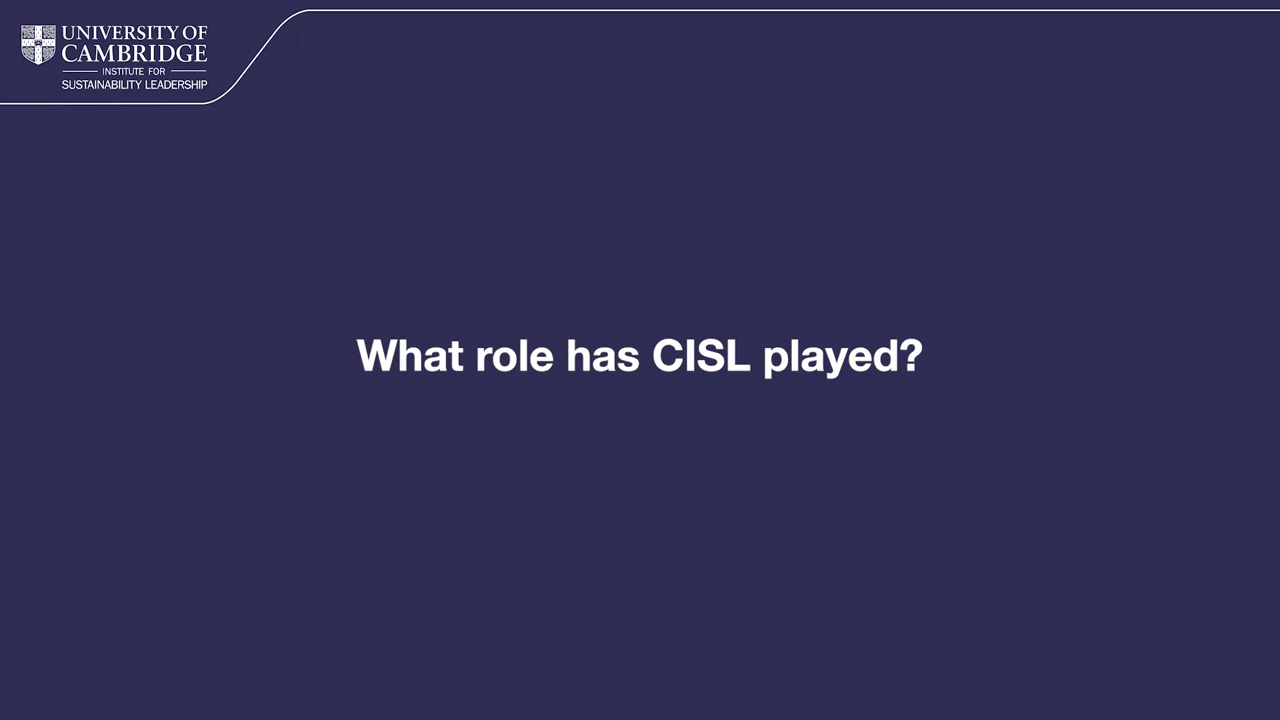 UNIVERSITY OF
CAMBRIDGE
INSTITUTE FOR
SUSTAINABILITY LEADERSHIP
What role has CISL played?